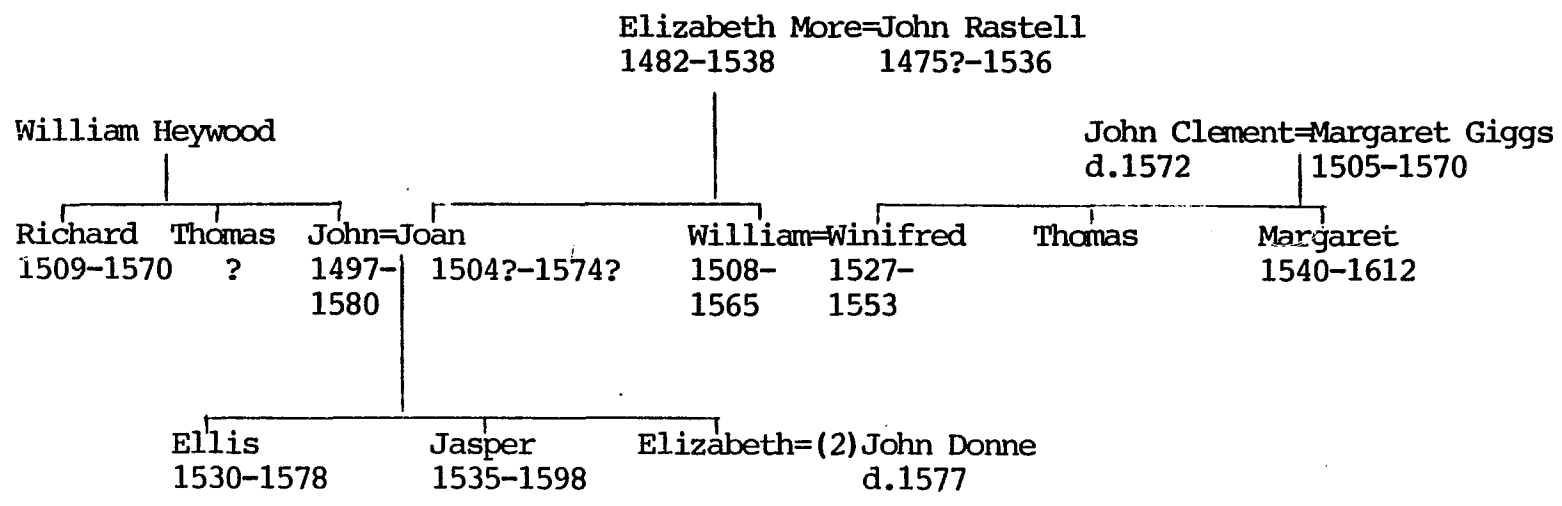 Elizabeth More=John Rastell
1482-1538 1475?-1536
William Heywood
John Clement=Margaret Giggs
d.1572 1505-1570
Richard Thomas John=Joan William=Winifred Thomas Margaret
1509-1570 ? 1497- 1504?-1574? 1508- 1527- 1540-1612
1580 1565 1553
Ellis Jasper Elizabeth=(2)John Donne
1530-1578 1535-1598 d.1577